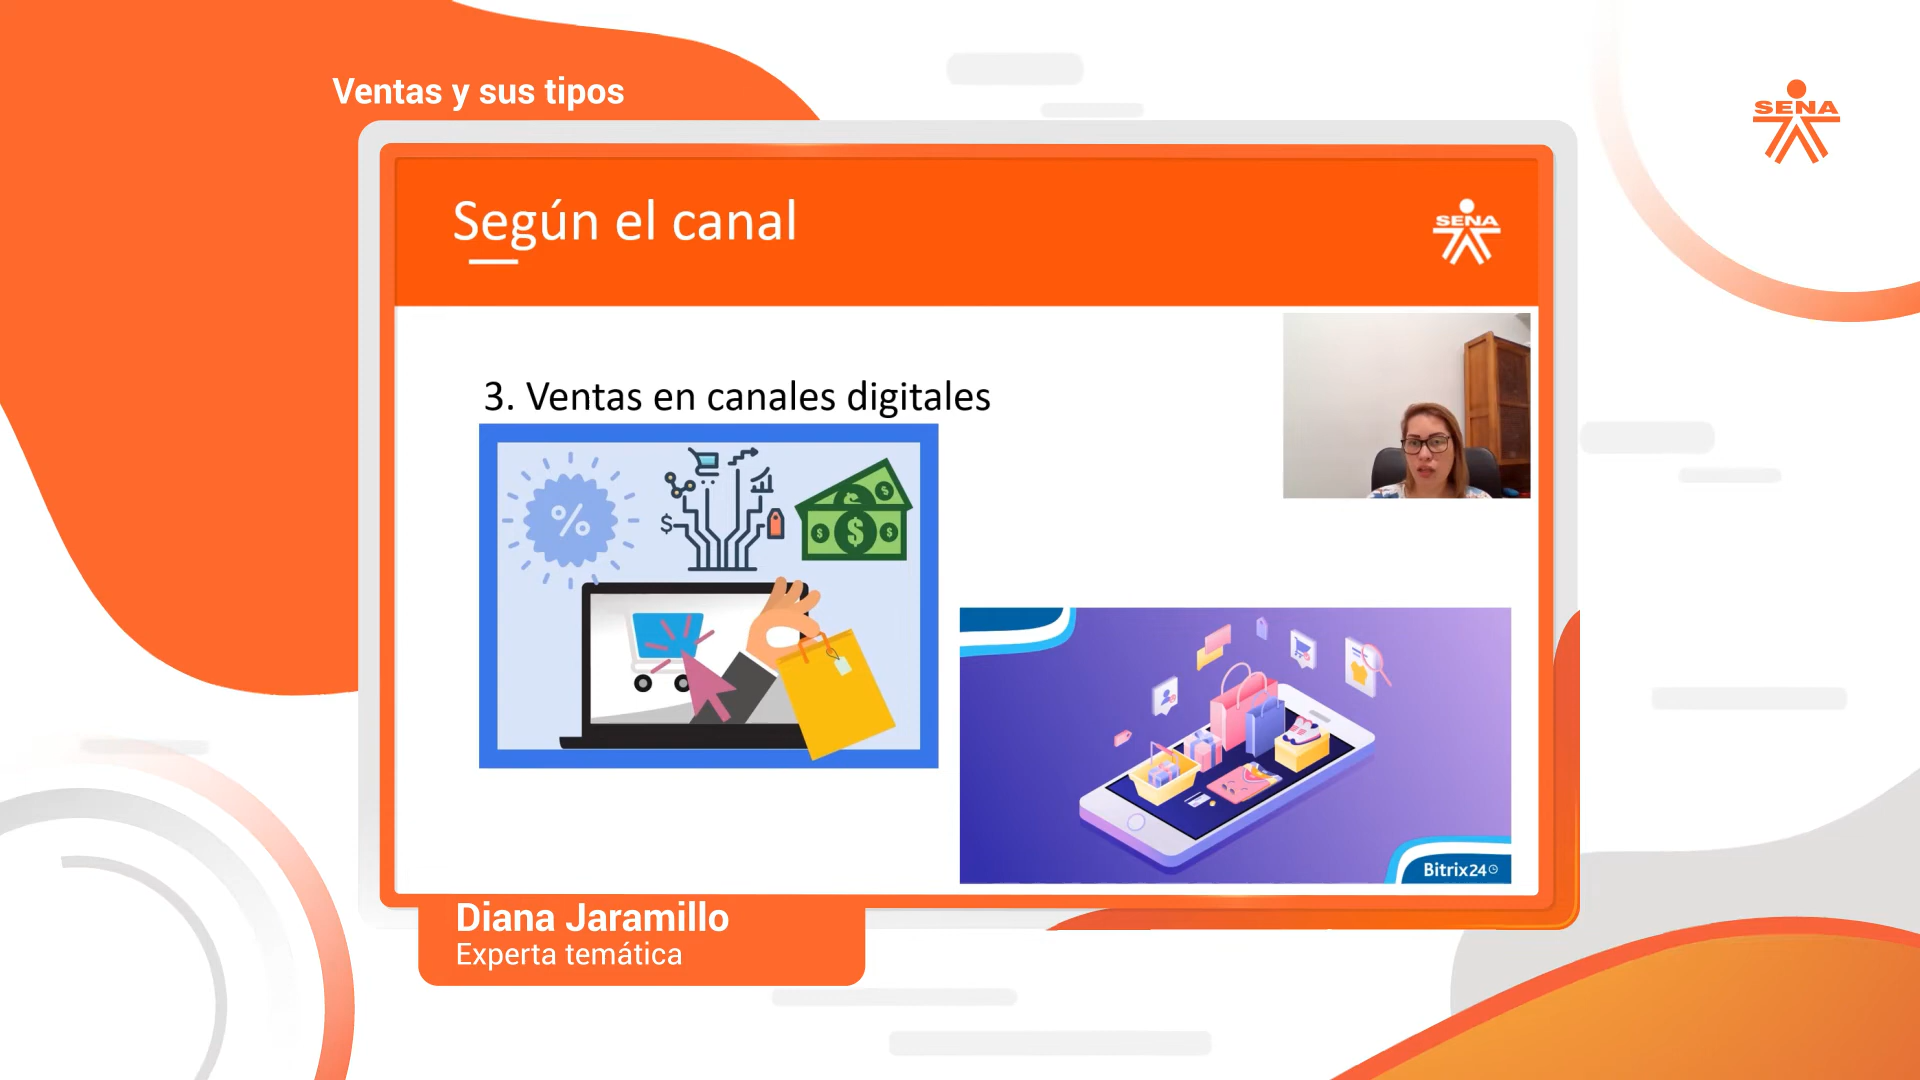 Ventas y sus tipos
SENA
Según el canal
SENA
3. Ventas en canales digitales
%
$
$
$
$
$
Bitrix24
Diana Jaramillo
Experta temática